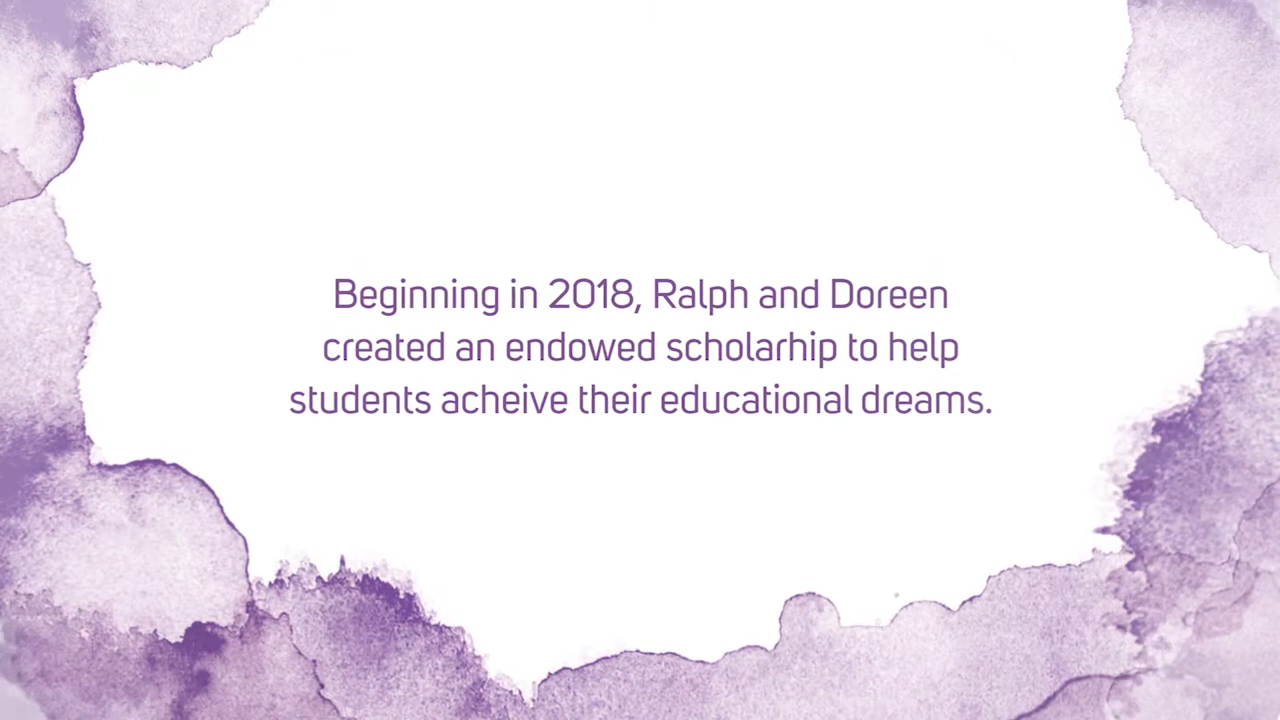 Beginning in 2018, Ralph and Doreen
created an endowed scholarhip to help
students acheive their educational dreams.